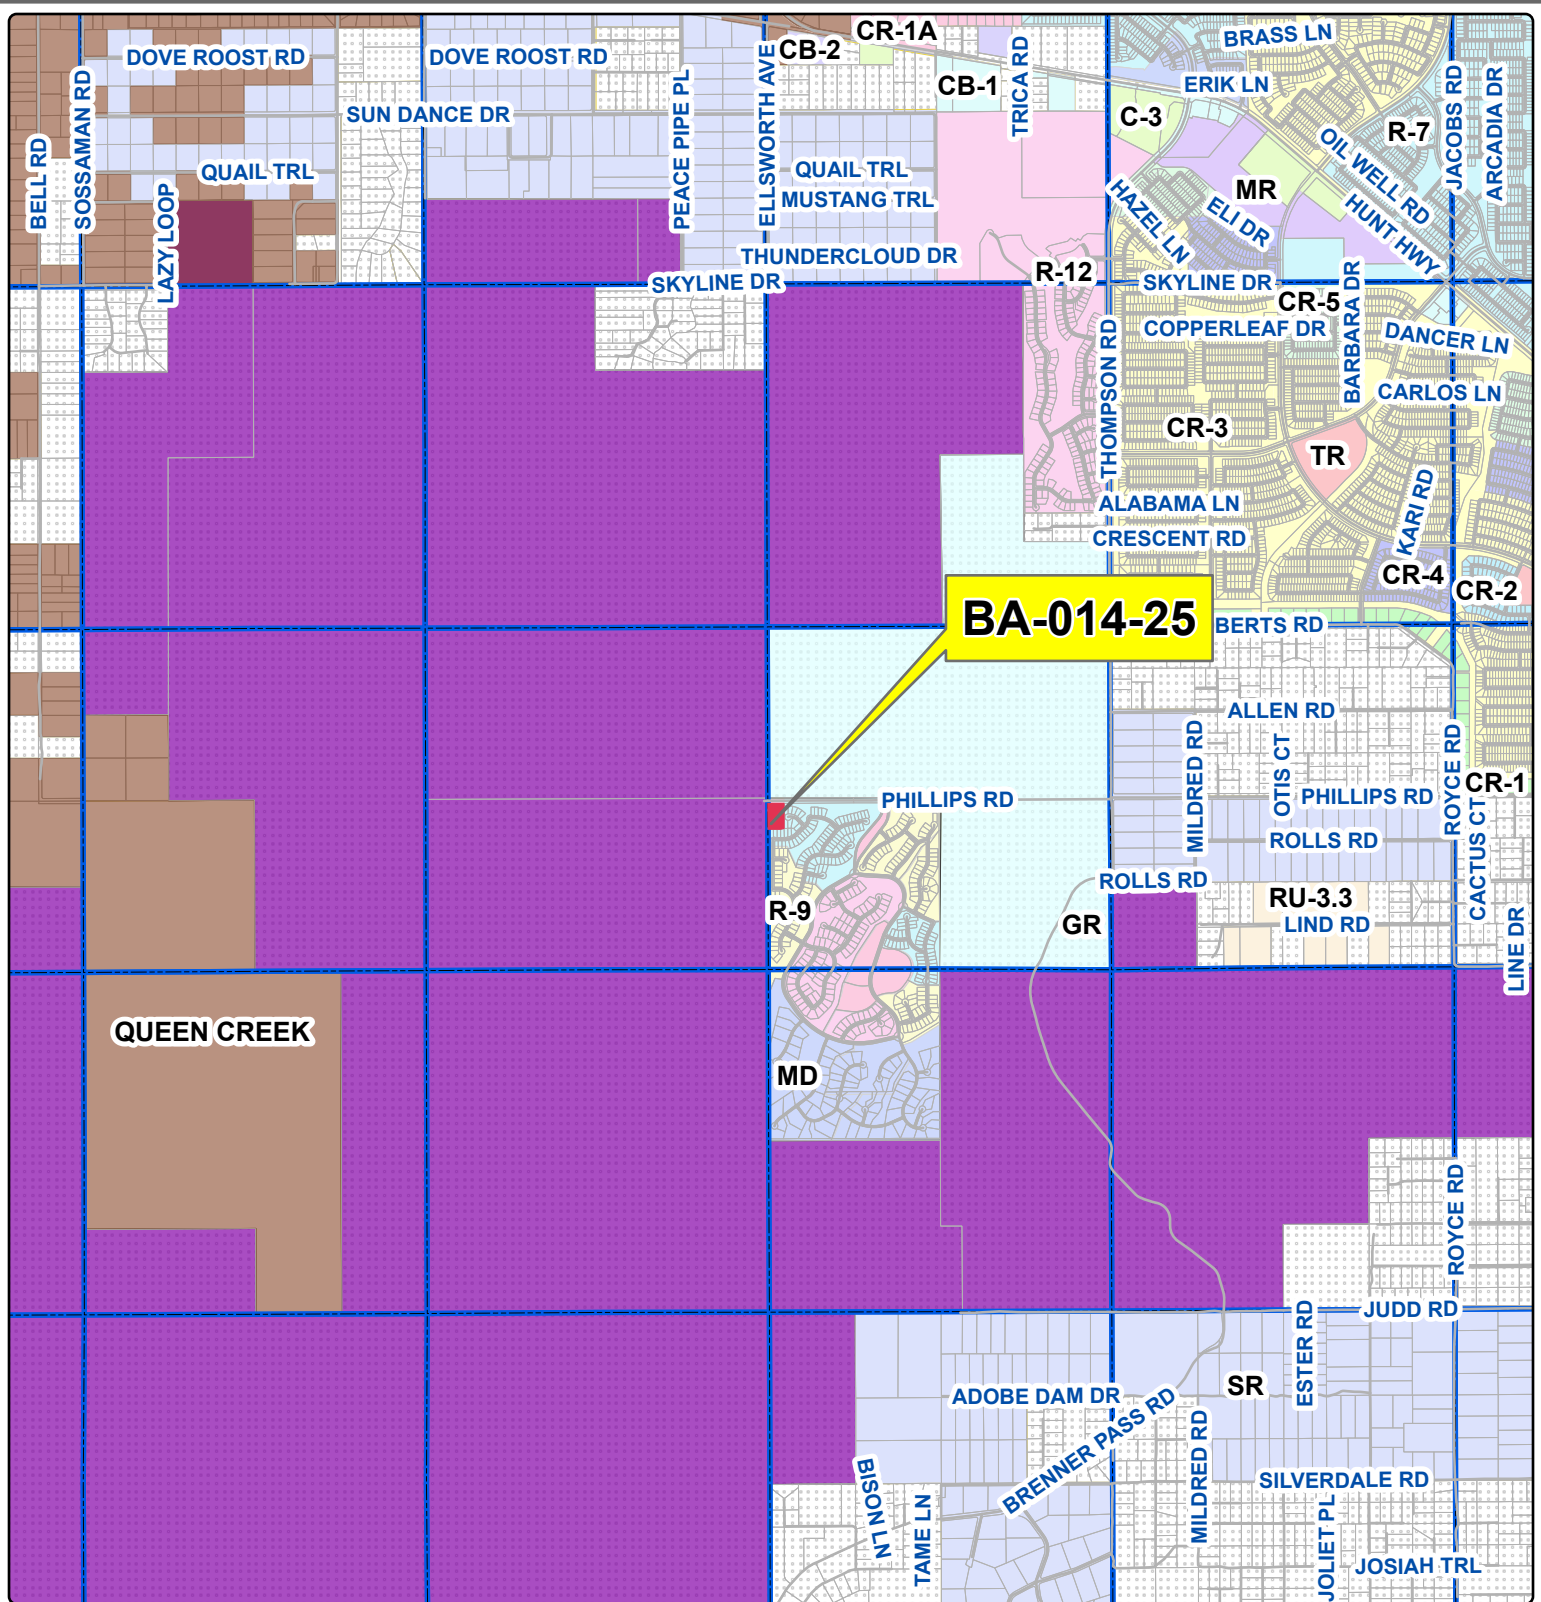 CR-1A
BRASS LN
DOVE ROOST RD
DOVE ROOST RD
CB-2
ERIK LN
CB-1
SUN DANCE DR
C-3
R-7
QUAIL TRL
QUAIL TRL
MUSTANG TRL
MR
BELL RD
SOSSAMAN RD
LAZY LOOP
PEACE PIPE PL
ELLSWORTH AVE
TRICA RD
HAZEL LN
ELI DR
OIL WELL RD
HUNT HWY
JACOBS RD
ARCADIA DR
THUNDERCLOUD DR
R-12
SKYLINE DR
SKYLINE DR
CR-5
COPPERLEAF DR
BARBARA DR
DANCER LN
THOMPSON RD
CARLOS LN
CR-3
TR
ALABAMA LN
KARI RD
CRESCENT RD
CR-4
CR-2
BA-014-25
BERTS RD
ALLEN RD
MILDRED RD
OTIS CT
ROYCE RD
CR-1
PHILLIPS RD
PHILLIPS RD
ROLLS RD
ROLLS RD
CACTUS CT
R-9
RU-3.3
GR
LIND RD
LINE DR
QUEEN CREEK
MD
ROYCE RD
JUDD RD
ESTER RD
SR
ADOBE DAM DR
BRENNER PASS RD
MILDRED RD
SILVERDALE RD
BISON LN
TAME LN
JOLIET PL
JOSIAH TRL